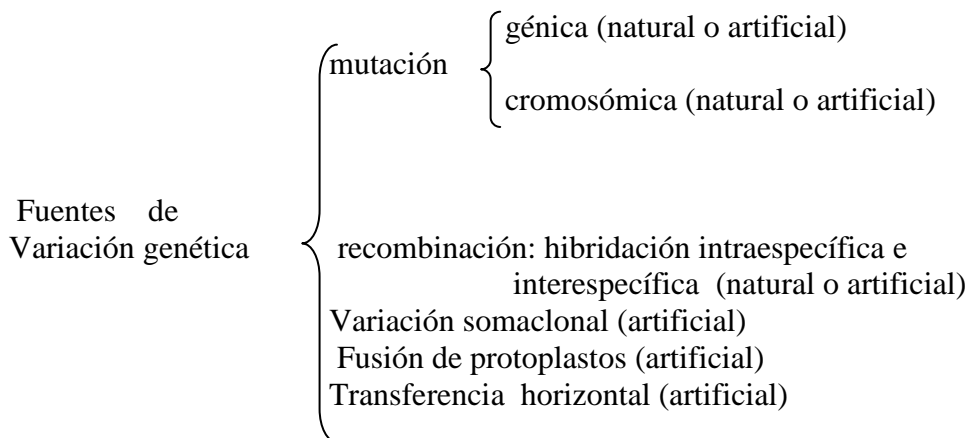 génica (natural o artificial)
mutación
cromosómica (natural o artificial)
Fuentes de
Variación genética
recombinación: hibridación intraespecífica e
interespecífica (natural o artificial)
Variación somaclonal (artificial)
Fusión de protoplastos (artificial)
Transferencia horizontal (artificial)